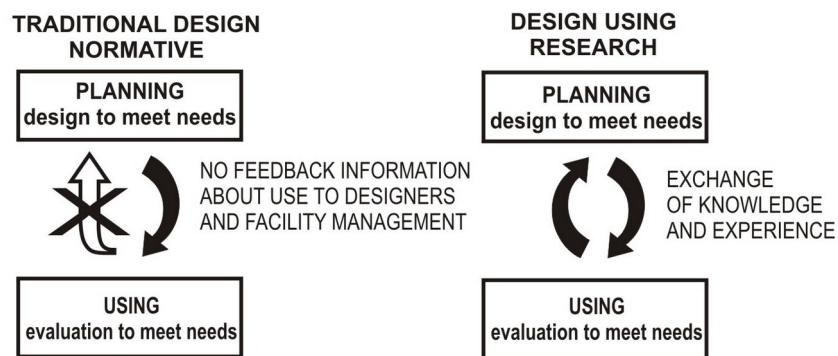 TRADITIONAL DESIGN
NORMATIVE
PLANNING
design to meet needs
NO FEEDBACK INFORMATION
ABOUT USE TO DESIGNERS
AND FACILITY MANAGEMENT
USING
evaluation to meet needs
DESIGN USING
RESEARCH
PLANNING
design to meet needs
EXCHANGE
OF KNOWLEDGE
AND EXPERIENCE
USING
evaluation to meet needs